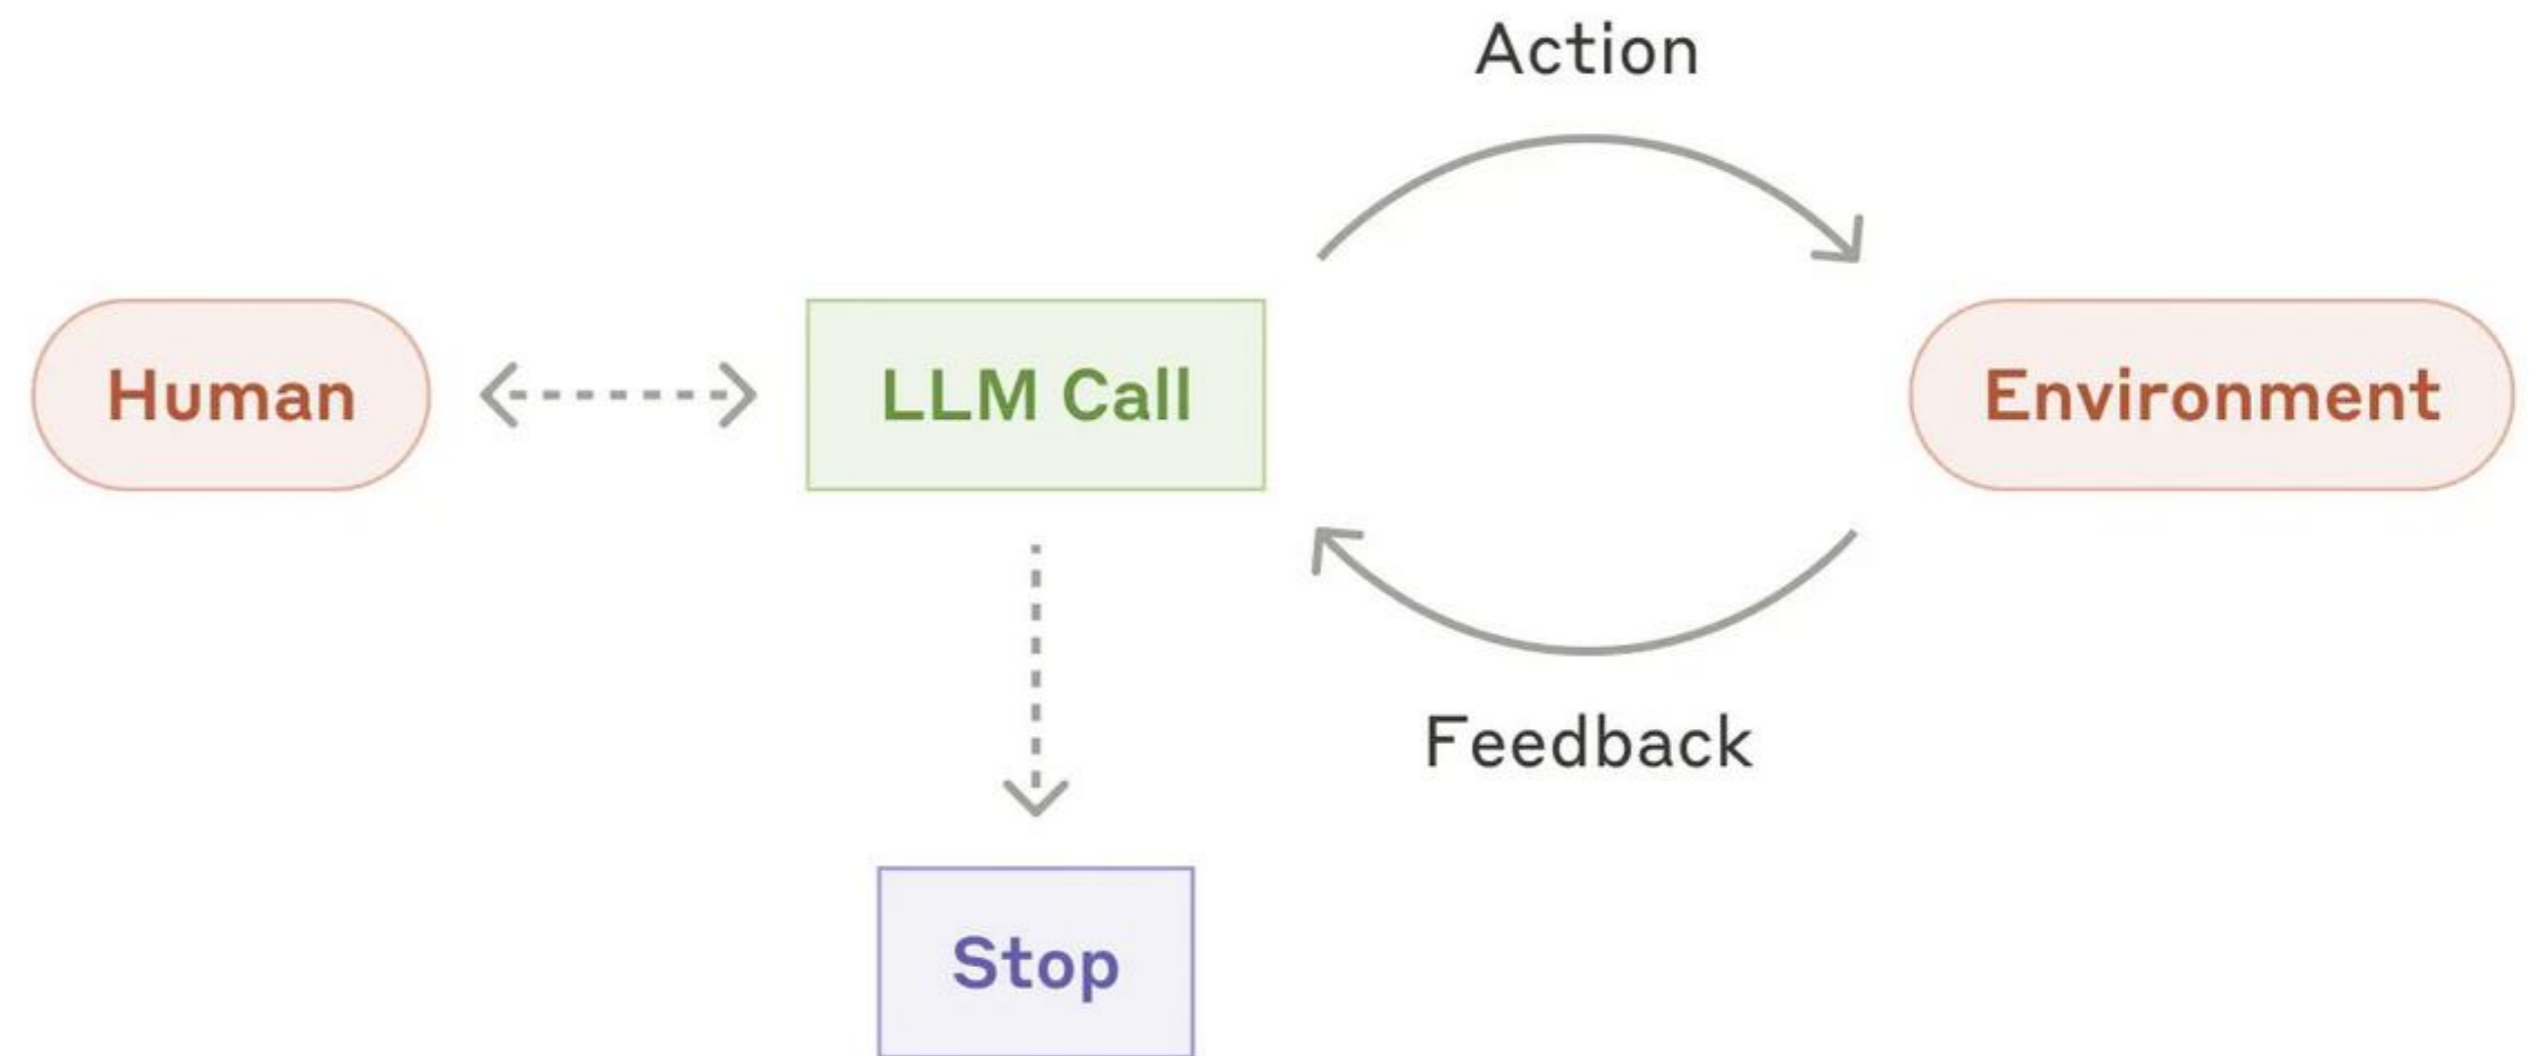 Action
Human
LLM Call
Environment
Feedback
Stop